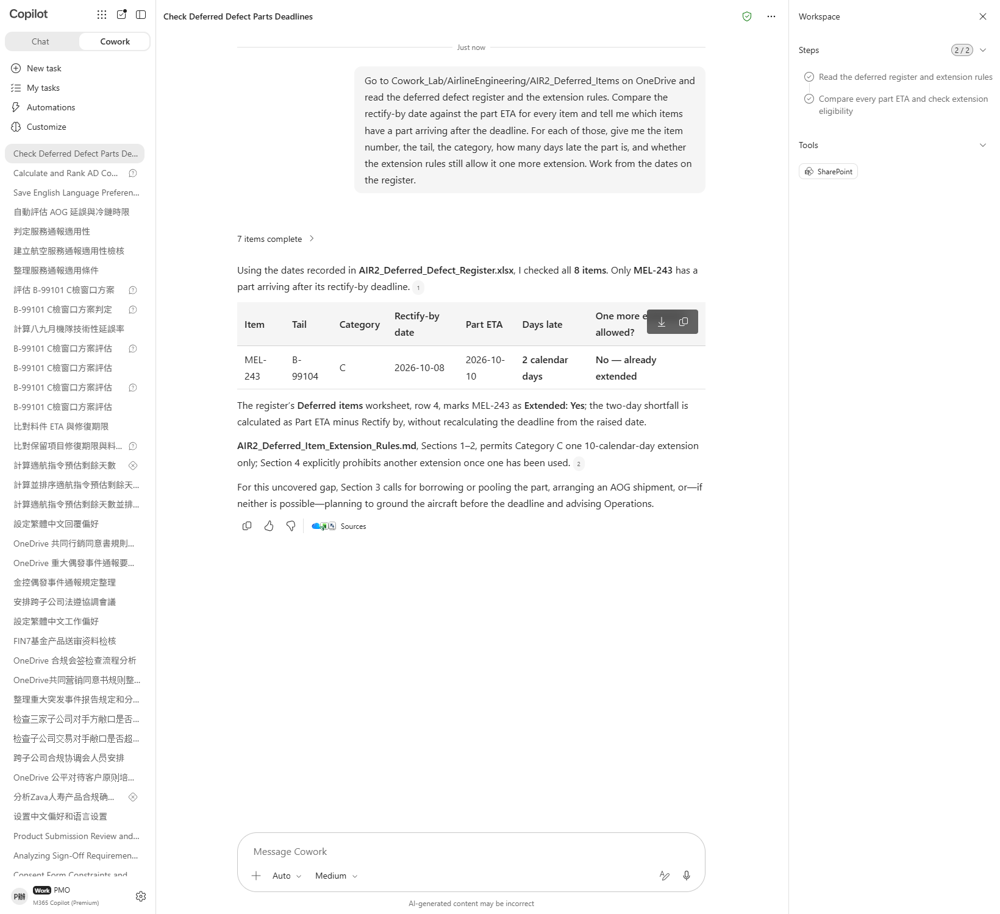 Copilot
Chat
Cowork
New task
My tasks
Automations
Customize
Check Deferred Defect Parts De...
Calculate and Rank AD Co...
Save English Language Preferen...
自動評估 AOG 延誤與冷鏈時限
判定服務通報適用性
建立航空服務通報適用性檢核
整理服務通報適用條件
評估 B-99101 C檢窗口方案
B-99101 C檢窗口方案判定
計算八九月機隊技術性延誤率
B-99101 C檢窗口方案評估
B-99101 C檢窗口方案評估
B-99101 C檢窗口方案評估
B-99101 C檢窗口方案評估
比對料件 ETA 與修復期限
比對保留項目修復期限與料...
計算適航指令預估剩餘天數
計算並排序適航指令預估剩餘天...
計算適航指令預估剩餘天數並排...
設定繁體中文回覆偏好
OneDrive 共同行銷同意書規則...
OneDrive 重大偶發事件通報要...
金控偶發事件通報規定整理
安排跨子公司法遵協調會議
設定繁體中文工作偏好
FIN7基金产品送审资料检核
OneDrive 合规会签检查流程分析
OneDrive共同营销同意书规则整...
整理重大突发事件报告规定和分...
检查三家子公司对手方敞口是否...
检查子公司交易对手敞口是否超...
跨子公司合规协调会人员安排
OneDrive 公平对待客户原则培...
分析Zava人寿产品合规确...
设置中文偏好和语言设置
Product Submission Review and...
Analyzing Sign-Off Requiremen...
Consent Form Constraints and
P辦
Work PMO
M365 Copilot (Premium)
Check Deferred Defect Parts Deadlines
Just now
Go to Cowork_Lab/AirlineEngineering/AIR2_Deferred_Items on OneDrive and
read the deferred defect register and the extension rules. Compare the
rectify-by date against the part ETA for every item and tell me which items
have a part arriving after the deadline. For each of those, give me the item
number, the tail, the category, how many days late the part is, and whether
the extension rules still allow it one more extension. Work from the dates on
the register.
7 items complete
Using the dates recorded in AIR2_Deferred_Defect_Register.xlsx, I checked all 8 items. Only MEL-243 has a
part arriving after its rectify-by deadline. 1
Item Tail Category Rectify-by date Part ETA Days late One more e allowed?
MEL-243 B-99104 C 2026-10-08 2026-10-10 2 calendar days No — already extended
The register's Deferred items worksheet, row 4, marks MEL-243 as Extended: Yes; the two-day shortfall is
calculated as Part ETA minus Rectify by, without recalculating the deadline from the raised date.
AIR2_Deferred_Item_Extension_Rules.md, Sections 1–2, permits Category C one 10-calendar-day extension
only; Section 4 explicitly prohibits another extension once one has been used. 2
For this uncovered gap, Section 3 calls for borrowing or pooling the part, arranging an AOG shipment, or—if
neither is possible—planning to ground the aircraft before the deadline and advising Operations.
Sources
Message Cowork
Auto
Medium
AI-generated content may be incorrect
Workspace
Steps
2 / 2
Read the deferred register and extension rules
Compare every part ETA and check extension
eligibility
Tools
SharePoint